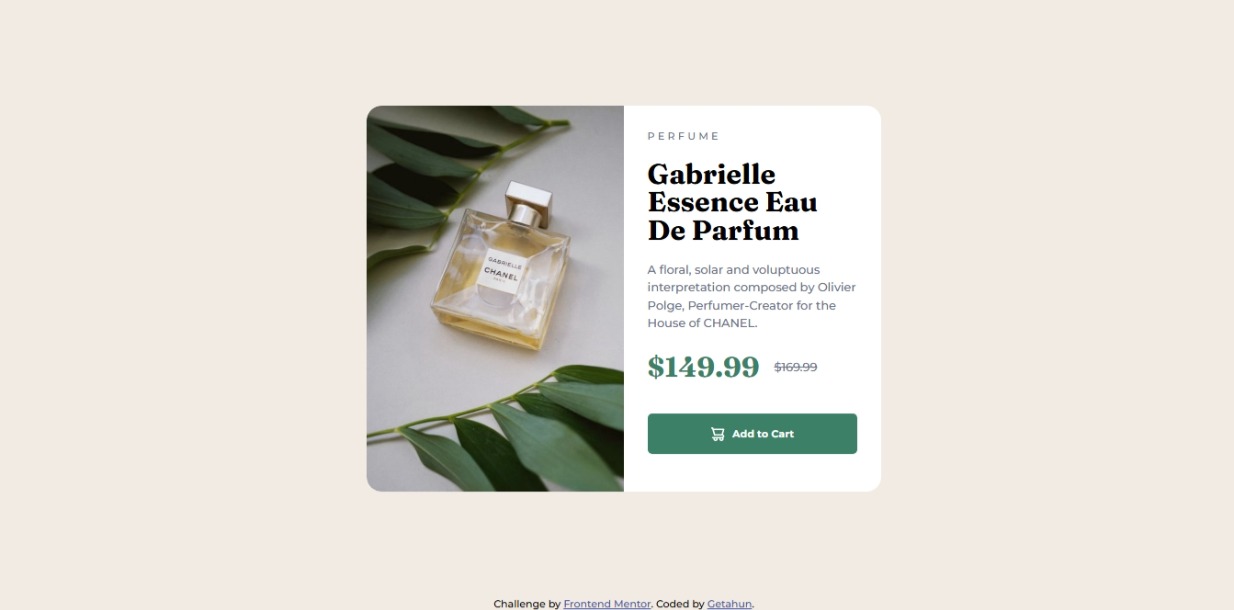 PERFUME
Gabrielle
Essence Eau
De Parfum
GABRIELLE
CHANEL
PARIS
A floral, solar and voluptuous
interpretation composed by Olivier
Polge, Perfumer-Creator for the
House of CHANEL.
$149.99 $169.99
Add to Cart
Challenge by Frontend Mentor. Coded by Getahun.